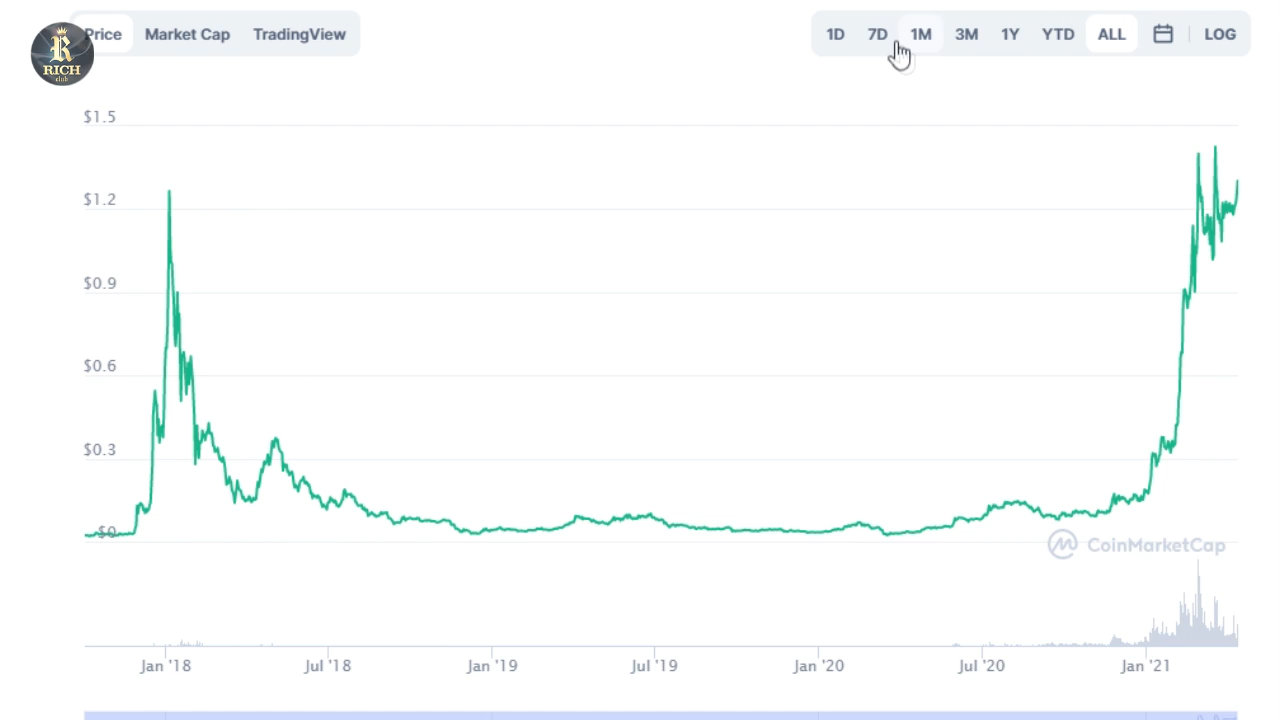 Price Market Cap TradingView 1D 7D 1M 3M 1Y YTD ALL LOG
R
RICH
club
$1.5
$1.2
$0.9
$0.6
$0.3
$0
CoinMarketCap
Jan '18 Jul '18 Jan '19 Jul '19 Jan '20 Jul '20 Jan '21